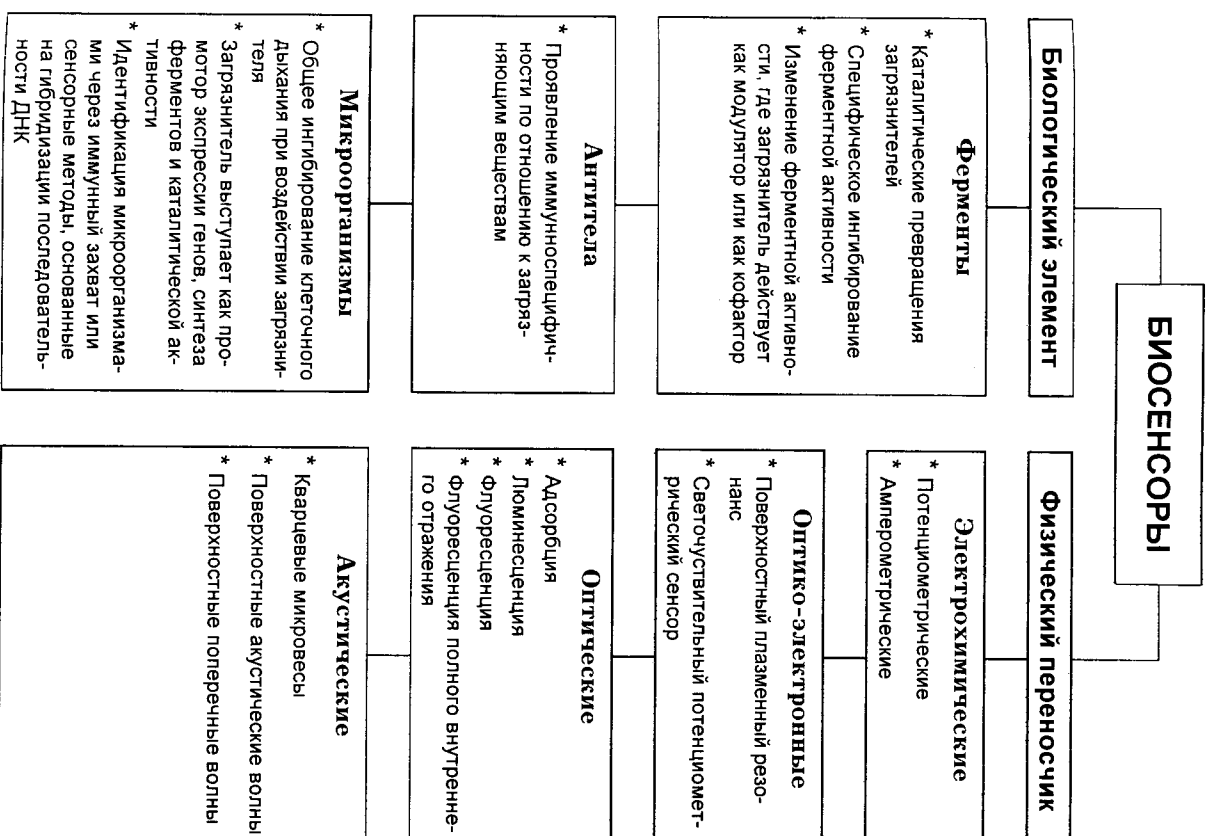 БИОСЕНСОРЫ
Биологический элемент
Ферменты
* Каталитические превращения
загрязнителей
* Специфическое ингибирование
ферментной активности
* Изменение ферментной активно-
сти, где загрязнитель действует
как модулятор или как кофактор
Антитела
* Проявление иммунноспецифич-
ности по отношению к загряз-
няющим веществам
Микроорганизмы
* Общее ингибирование клеточного
дыхания при воздействии загрязни-
теля
* Загрязнитель выступает как про-
мотор экспрессии генов, синтеза
ферментов и каталитической ак-
тивности
* Идентификация микроорганизма-
ми через иммунный захват или
сенсорные методы, основанные
на гибридизации последователь-
ности ДНК
Физический переносчик
Электрохимические
* Потенциометрические
* Амперометрические
Оптико-электронные
* Поверхностный плазменный резо-
нанс
* Светочуствительный потенциомет-
рический сенсор
Оптические
* Адсорбция
* Люминесценция
* Флуоресценция
* Флуоресценция полного внутренне-
го отражения
Акустические
* Кварцевые микровесы
* Поверхностные акустические волны
* Поверхностные поперечные волны